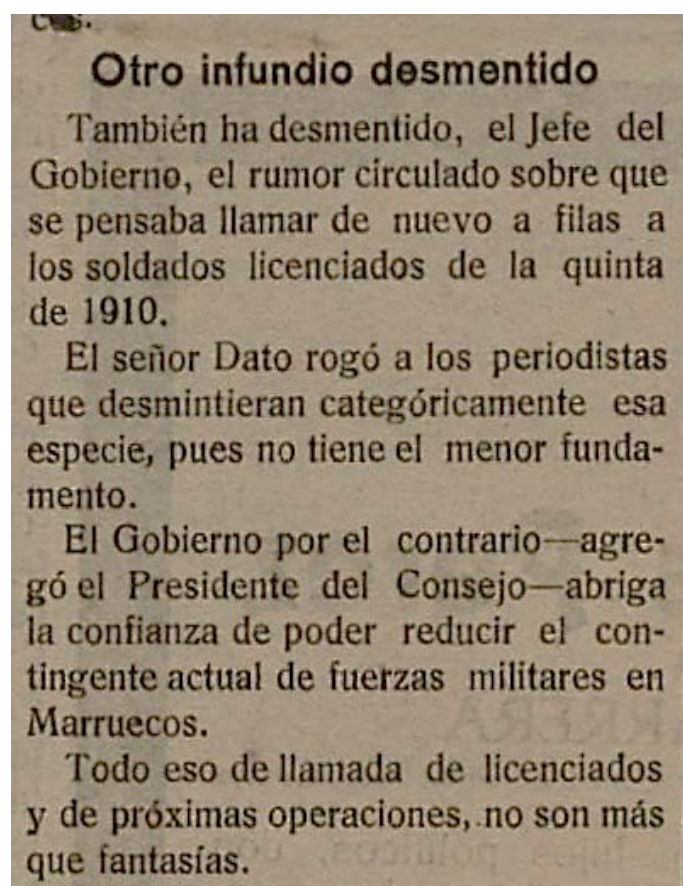 Otro infundio desmentido
También ha desmentido, el Jefe del
Gobierno, el rumor circulado sobre que
se pensaba llamar de nuevo a filas a
los soldados licenciados de la quinta
de 1910.
El señor Dato rogó a los periodistas
que desmintieran categóricamente esa
especie, pues no tiene el menor funda-
mento.
El Gobierno por el contrario—agre-
gó el Presidente del Consejo—abriga
la confianza de poder reducir el con-
tingente actual de fuerzas militares en
Marruecos.
Todo eso de llamada de licenciados
y de próximas operaciones, no son más
que fantasías.